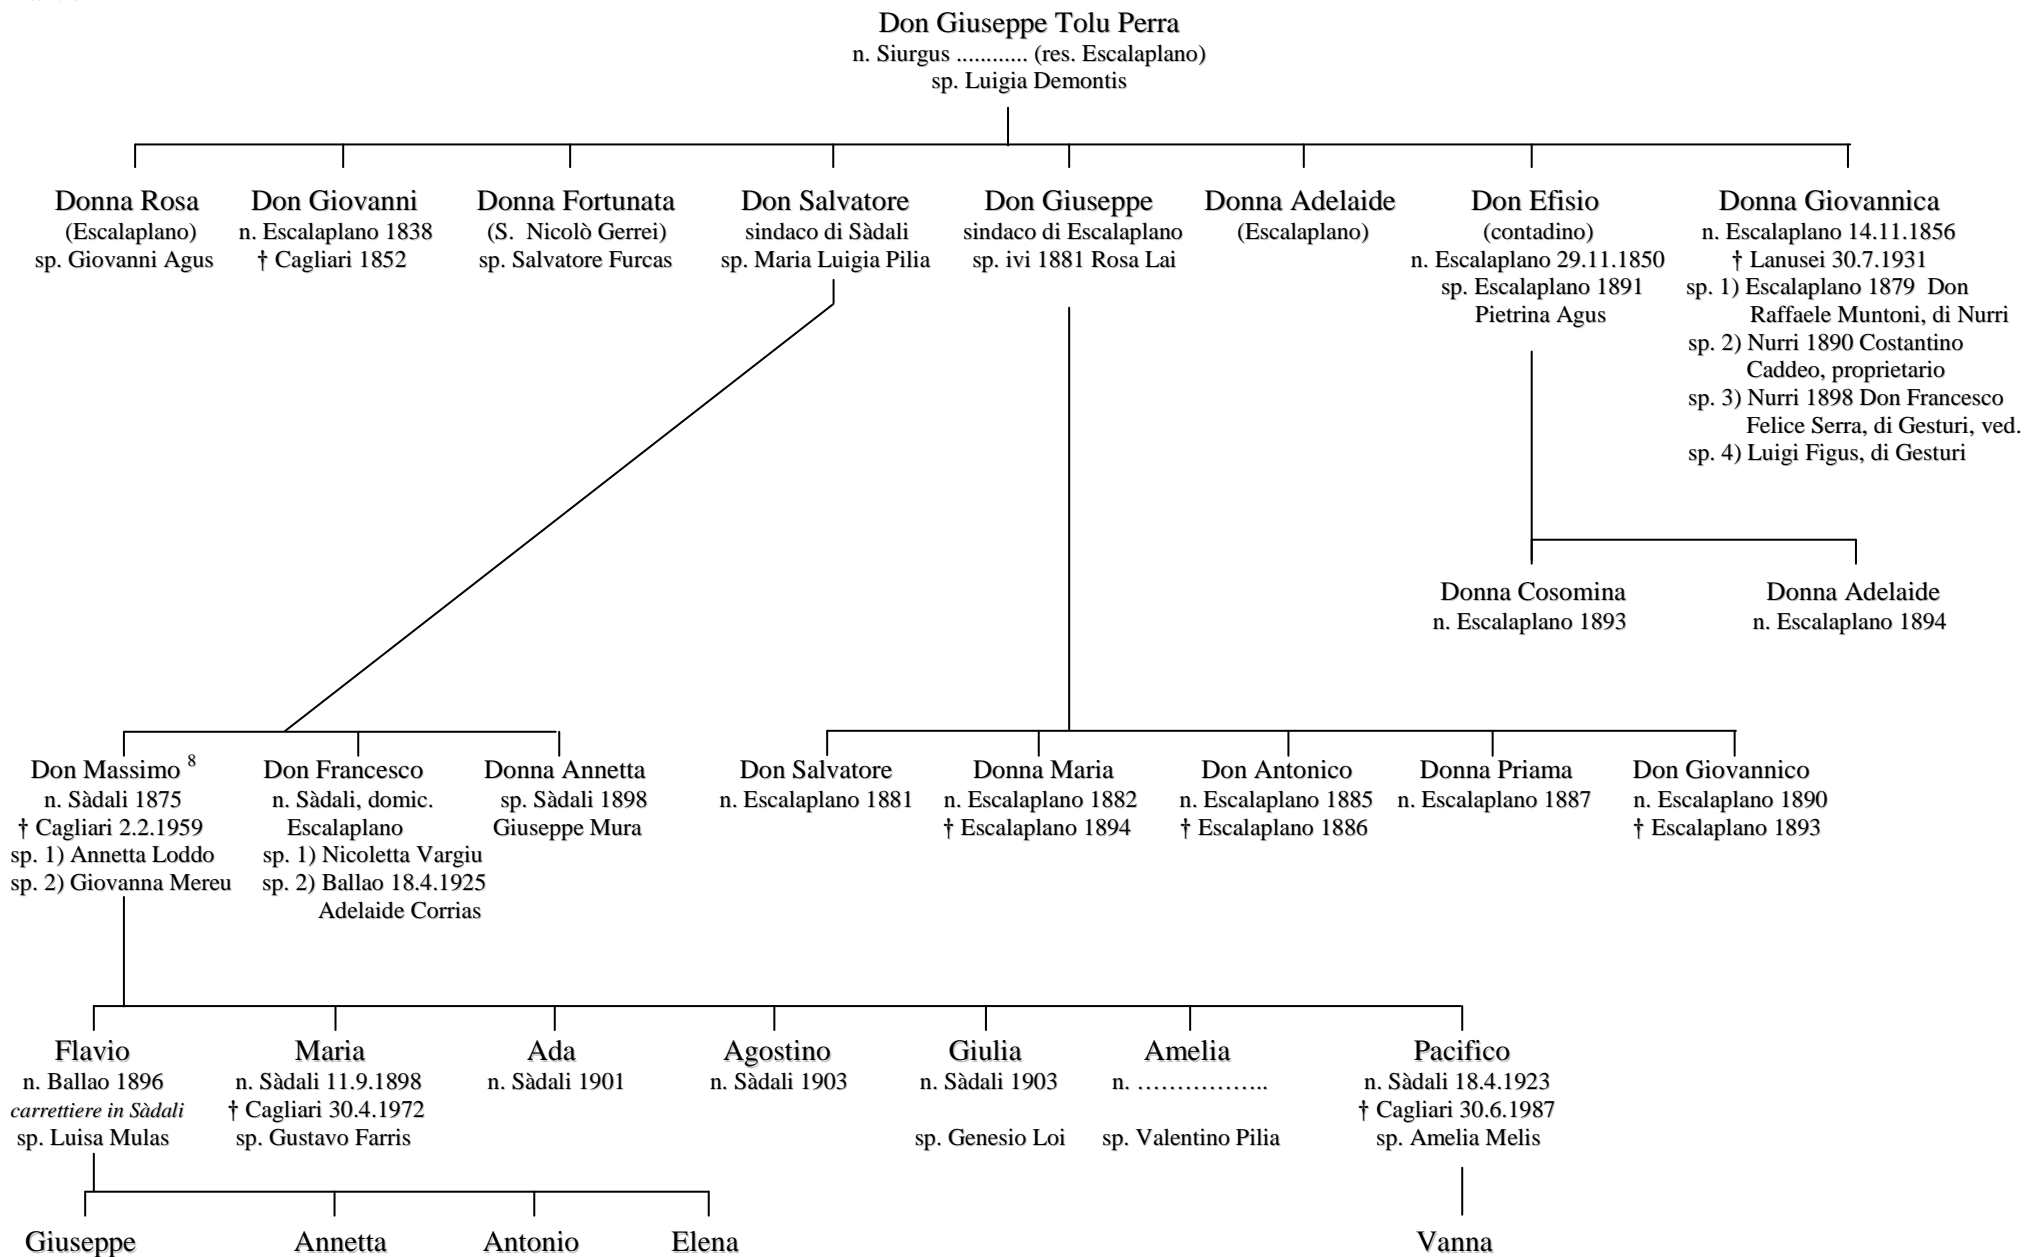 Don Giuseppe Tolu Perra
n. Siurgus ............ (res. Escalaplano)
sp. Luigia Demontis
Donna Rosa
(Escalaplano)
sp. Giovanni Agus
Don Giovanni
n. Escalaplano 1838
† Cagliari 1852
Donna Fortunata
(S. Nicolò Gerrei)
sp. Salvatore Furcas
Don Salvatore
sindaco di Sàdali
sp. Maria Luigia Pilia
Don Giuseppe
sindaco di Escalaplano
sp. ivi 1881 Rosa Lai
Donna Adelaide
(Escalaplano)
Don Efisio
(contadino)
n. Escalaplano 29.11.1850
sp. Escalaplano 1891
Pietrina Agus
Donna Giovannica
n. Escalaplano 14.11.1856
† Lanusei 30.7.1931
sp. 1) Escalaplano 1879 Don
Raffaele Muntoni, di Nurri
sp. 2) Nurri 1890 Costantino
Caddeo, proprietario
sp. 3) Nurri 1898 Don Francesco
Felice Serra, di Gesturi, ved.
sp. 4) Luigi Figus, di Gesturi
Donna Cosomina
n. Escalaplano 1893
Donna Adelaide
n. Escalaplano 1894
Don Massimo 8
n. Sàdali 1875
† Cagliari 2.2.1959
sp. 1) Annetta Loddo
sp. 2) Giovanna Mereu
Don Francesco
n. Sàdali, domic.
Escalaplano
sp. 1) Nicoletta Vargiu
sp. 2) Ballao 18.4.1925
Adelaide Corrias
Donna Annetta
sp. Sàdali 1898
Giuseppe Mura
Don Salvatore
n. Escalaplano 1881
Donna Maria
n. Escalaplano 1882
† Escalaplano 1894
Don Antonico
n. Escalaplano 1885
† Escalaplano 1886
Donna Priama
n. Escalaplano 1887
Don Giovannico
n. Escalaplano 1890
† Escalaplano 1893
Flavio
n. Ballao 1896
carrettiere in Sàdali
sp. Luisa Mulas
Maria
n. Sàdali 11.9.1898
† Cagliari 30.4.1972
sp. Gustavo Farris
Ada
n. Sàdali 1901
Agostino
n. Sàdali 1903
Giulia
n. Sàdali 1903
sp. Genesio Loi
Amelia
n. ……………..
sp. Valentino Pilia
Pacifico
n. Sàdali 18.4.1923
† Cagliari 30.6.1987
sp. Amelia Melis
Giuseppe
Annetta
Antonio
Elena
Vanna